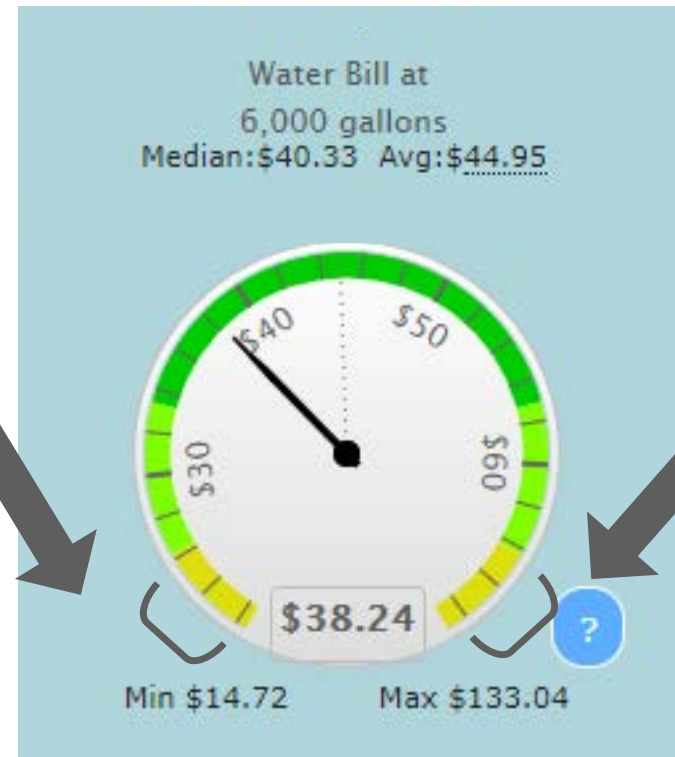 Water Bill at
6,000 gallons
Median:$40.33 Avg:$44.95
$40
$50
$30
$60
$38.24
?
Min $14.72 Max $133.04